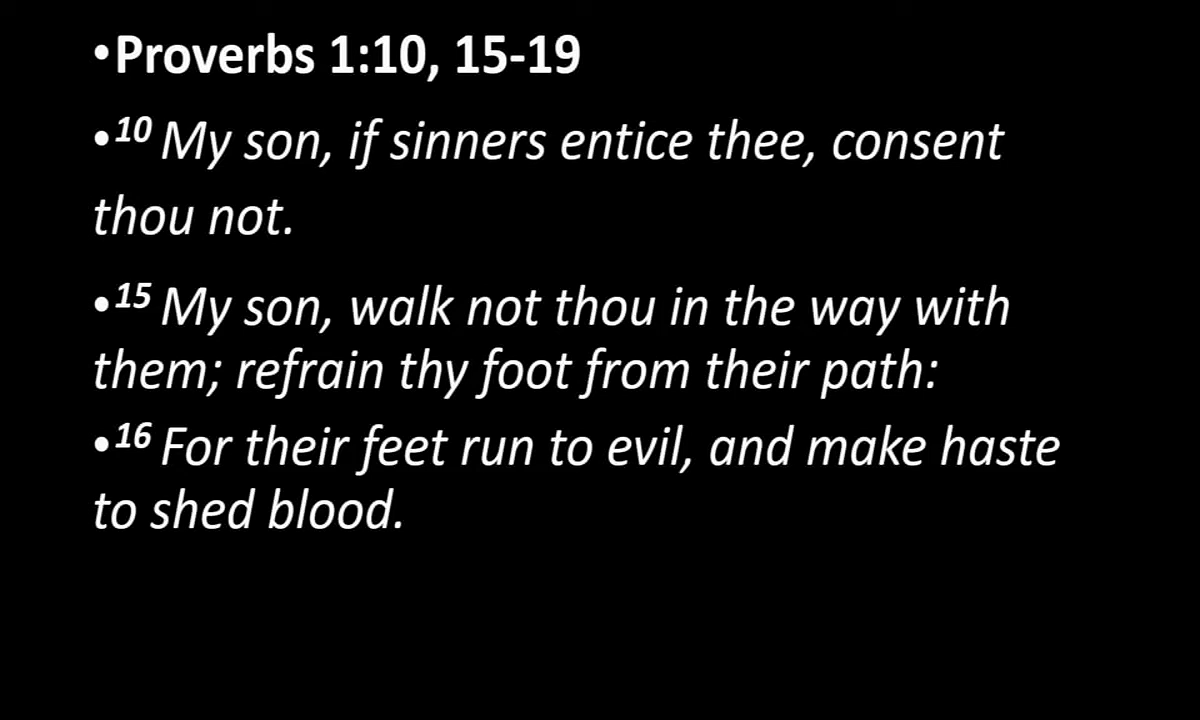 •Proverbs 1:10, 15-19
•10 My son, if sinners entice thee, consent
thou not.
•15 My son, walk not thou in the way with
them; refrain thy foot from their path:
•16 For their feet run to evil, and make haste
to shed blood.